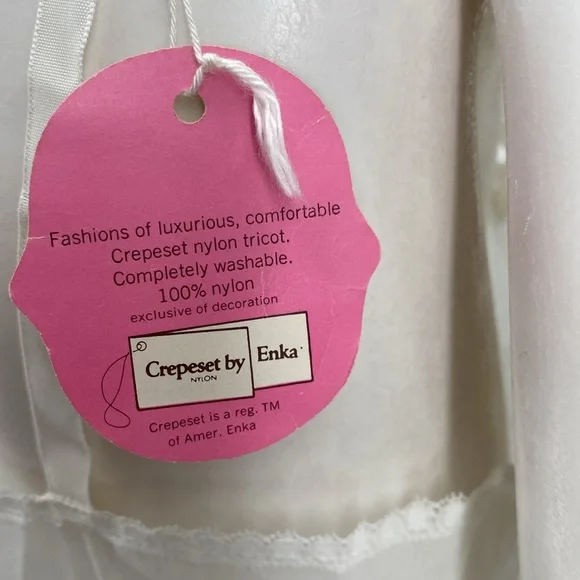 Fashions of luxurious, comfortable
Crepeset nylon tricot.
Completely washable.
100% nylon
exclusive of decoration
Crepeset by Enka
NYLON
Crepeset is a reg. TM
of Amer. Enka